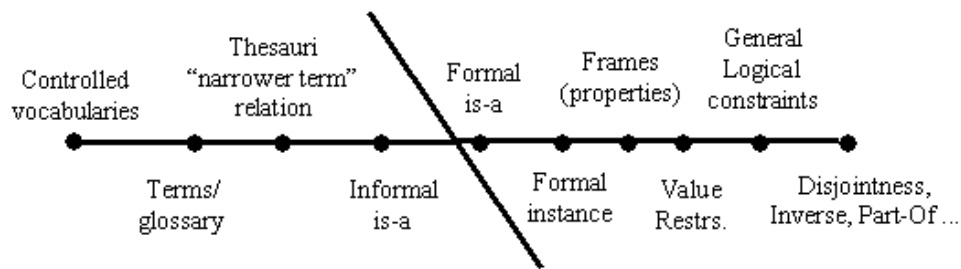 Controlled
vocabularies
Terms/
glossary
Thesauri
“narrower term”
relation
Informal
is-a
Formal
is-a
Formal
instance
Frames
(properties)
Value
Restrs.
General
Logical
constraints
Disjointness,
Inverse, Part-Of ...